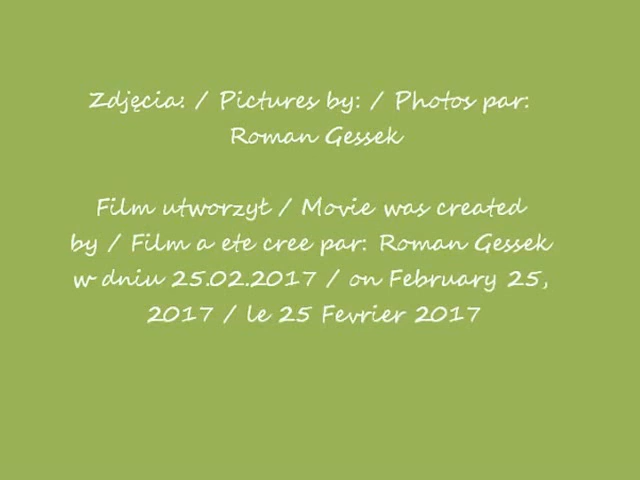 Zdjęcia: / Pictures by: / Photos par:
Roman Gessek
Film utworzył / Movie was created
by / Film a ete cree par: Roman Gessek
w dniu 25.02.2017 / on February 25,
2017 / le 25 Fevrier 2017